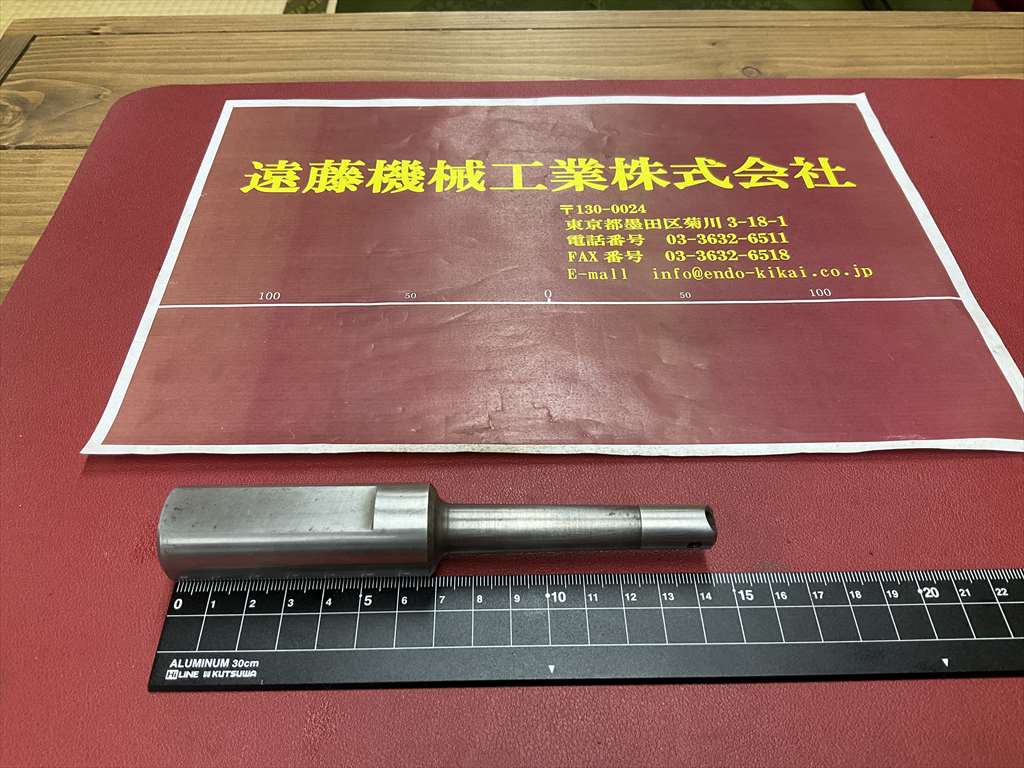 遠藤機械工業株式会社
〒130-0024
東京都墨田区菊川 3-18-1
電話番号 03-3632-6511
FAX 番号 03-3632-6518
E-mall info@endo-kikai.co.jp
100 50 0 50 100
0 1 2 3 4 5 6 7 8 9 10 11 12 13 14 15 16 17 18 19 20 21 22
ALUMINUM 30cm
Hi LINE KUTSUWA